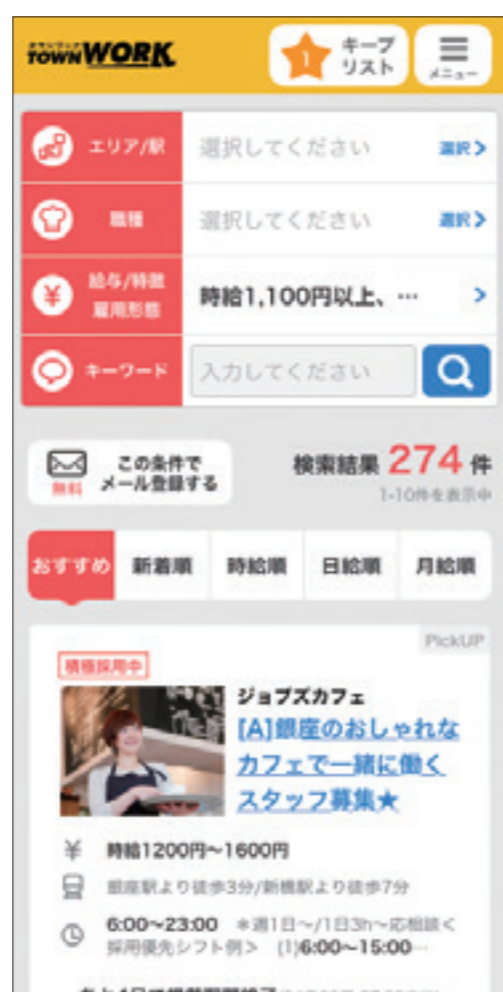 タウンワーク
TOWN WORK
1
キープ
リスト
メニュー
エリア/駅
選択してください
選択
職種
選択してください
選択
給与/特徴
雇用形態
時給1,100円以上、…
キーワード
入力してください
無料
この条件で
メール登録する
検索結果 274 件
1-10件を表示中
おすすめ
新着順
時給順
日給順
月給順
PickUP
積極採用中
ジョブズカフェ
[A]銀座のおしゃれな
カフェで一緒に働く
スタッフ募集★
時給1200円~1600円
銀座駅より徒歩3分/新橋駅より徒歩7分
6:00~23:00 *週1日~/1日3h~応相談<
採用優先シフト例> (1)6:00~15:00…